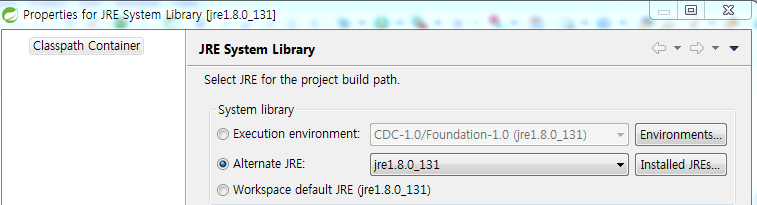 Properties for JRE System Library [jre1.8.0_131]
Classpath Container
JRE System Library
Select JRE for the project build path.
System library
Execution environment: CDC-1.0/Foundation-1.0 (jre1.8.0_131) Environments...
Alternate JRE: jre1.8.0_131 Installed JREs...
Workspace default JRE (jre1.8.0_131)